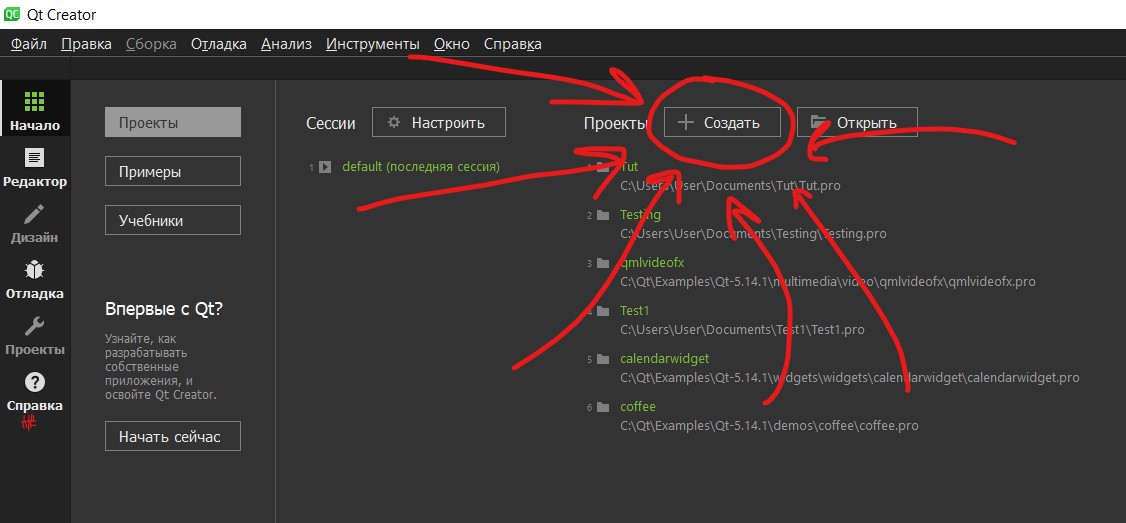 QC Qt Creator
Файл Правка Сборка Отладка Анализ Инструменты Окно Справка
Начало
Редактор
Дизайн
Отладка
Проекты
Справка
Проекты
Примеры
Учебники
Впервые с Qt?
Узнайте, как
разрабатывать
собственные
приложения, и
освойте Qt Creator.
Начать сейчас
Сессии Настроить
1 default (последняя сессия)
Проекты Создать Открыть
1 Tut
C:\Users\User\Documents\Tut\Tut.pro
2 Testing
C:\Users\User\Documents\Testing\Testing.pro
3 qmlvideofx
C:\Qt\Examples\Qt-5.14.1\multimedia\video\qmlvideofx\qmlvideofx.pro
4 Test1
C:\Users\User\Documents\Test1\Test1.pro
5 calendarwidget
C:\Qt\Examples\Qt-5.14.1\widgets\widgets\calendarwidget\calendarwidget.pro
6 coffee
C:\Qt\Examples\Qt-5.14.1\demos\coffee\coffee.pro